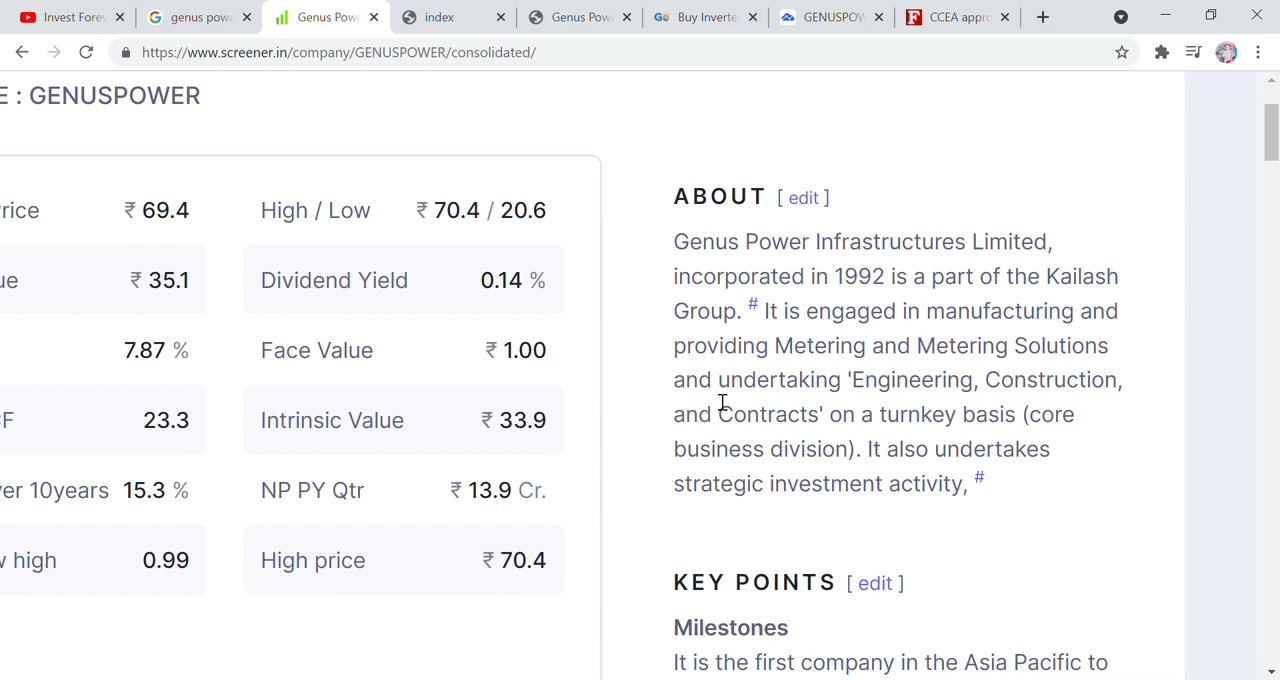 Invest Forev
genus powe
Genus Powe
index
Genus Powe
Buy Inverte
GENUSPOW
CCEA appro
https://www.screener.in/company/GENUSPOWER/consolidated/
E : GENUSPOWER
rice ₹ 69.4 High / Low ₹ 70.4 / 20.6
ue ₹ 35.1 Dividend Yield 0.14 %
7.87 % Face Value ₹ 1.00
CF 23.3 Intrinsic Value ₹ 33.9
er 10years 15.3 % NP PY Qtr ₹ 13.9 Cr.
w high 0.99 High price ₹ 70.4
ABOUT [ edit ]
Genus Power Infrastructures Limited,
incorporated in 1992 is a part of the Kailash
Group. # It is engaged in manufacturing and
providing Metering and Metering Solutions
and undertaking 'Engineering, Construction,
and Contracts' on a turnkey basis (core
business division). It also undertakes
strategic investment activity, #
KEY POINTS [ edit ]
Milestones
It is the first company in the Asia Pacific to